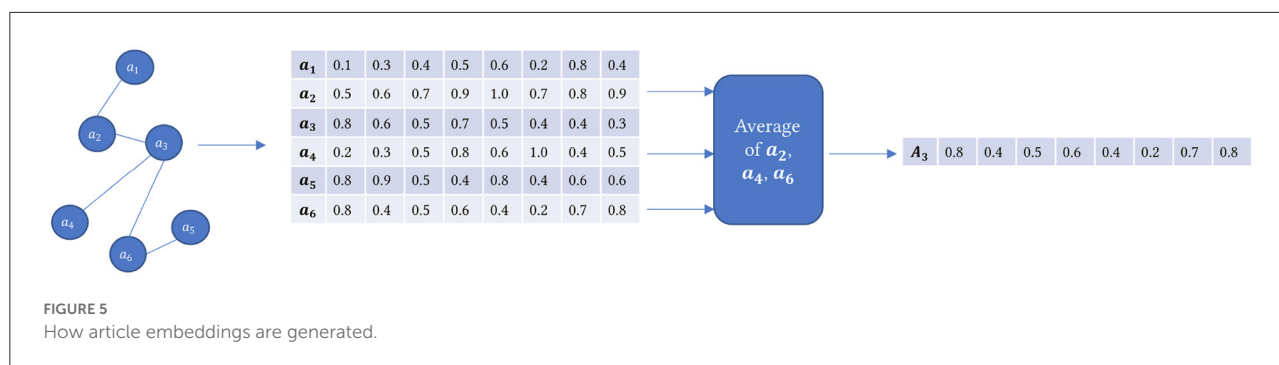 a1
a2
a3
a4
a5
a6
a1 0.1 0.3 0.4 0.5 0.6 0.2 0.8 0.4
a2 0.5 0.6 0.7 0.9 1.0 0.7 0.8 0.9
a3 0.8 0.6 0.5 0.7 0.5 0.4 0.4 0.3
a4 0.2 0.3 0.5 0.8 0.6 1.0 0.4 0.5
a5 0.8 0.9 0.5 0.4 0.8 0.4 0.6 0.6
a6 0.8 0.4 0.5 0.6 0.4 0.2 0.7 0.8
Average
of a2,
a4, a6
A3 0.8 0.4 0.5 0.6 0.4 0.2 0.7 0.8
FIGURE 5
How article embeddings are generated.